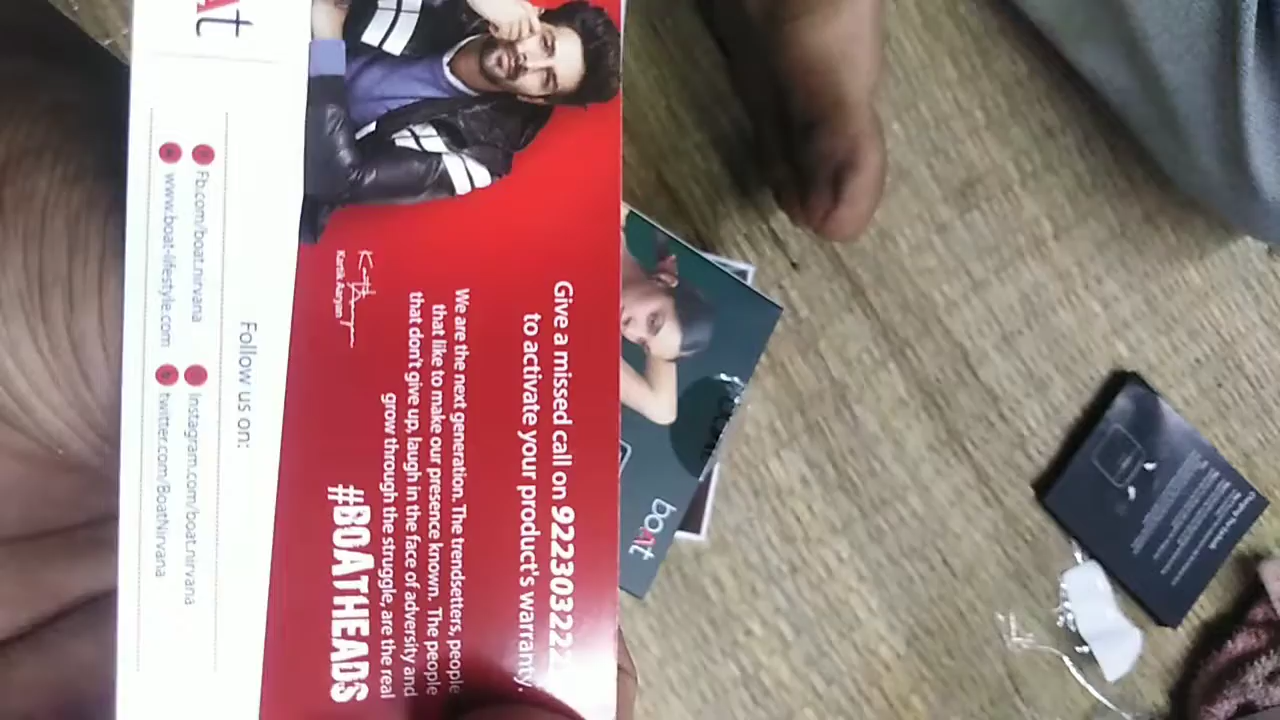 Give a missed call on 922303222
to activate your product's warranty.
We are the next generation. The trendsetters, people
that like to make our presence known. The people
that don't give up, laugh in the face of adversity and
grow through the struggle, are the real
#BOATHEADS
Kartik Aaryan
Follow us on:
Fb.com/boat.nirvana
Instagram.com/boat.nirvana
www.boat-lifestyle.com
twitter.com/BoatNirvana
boat